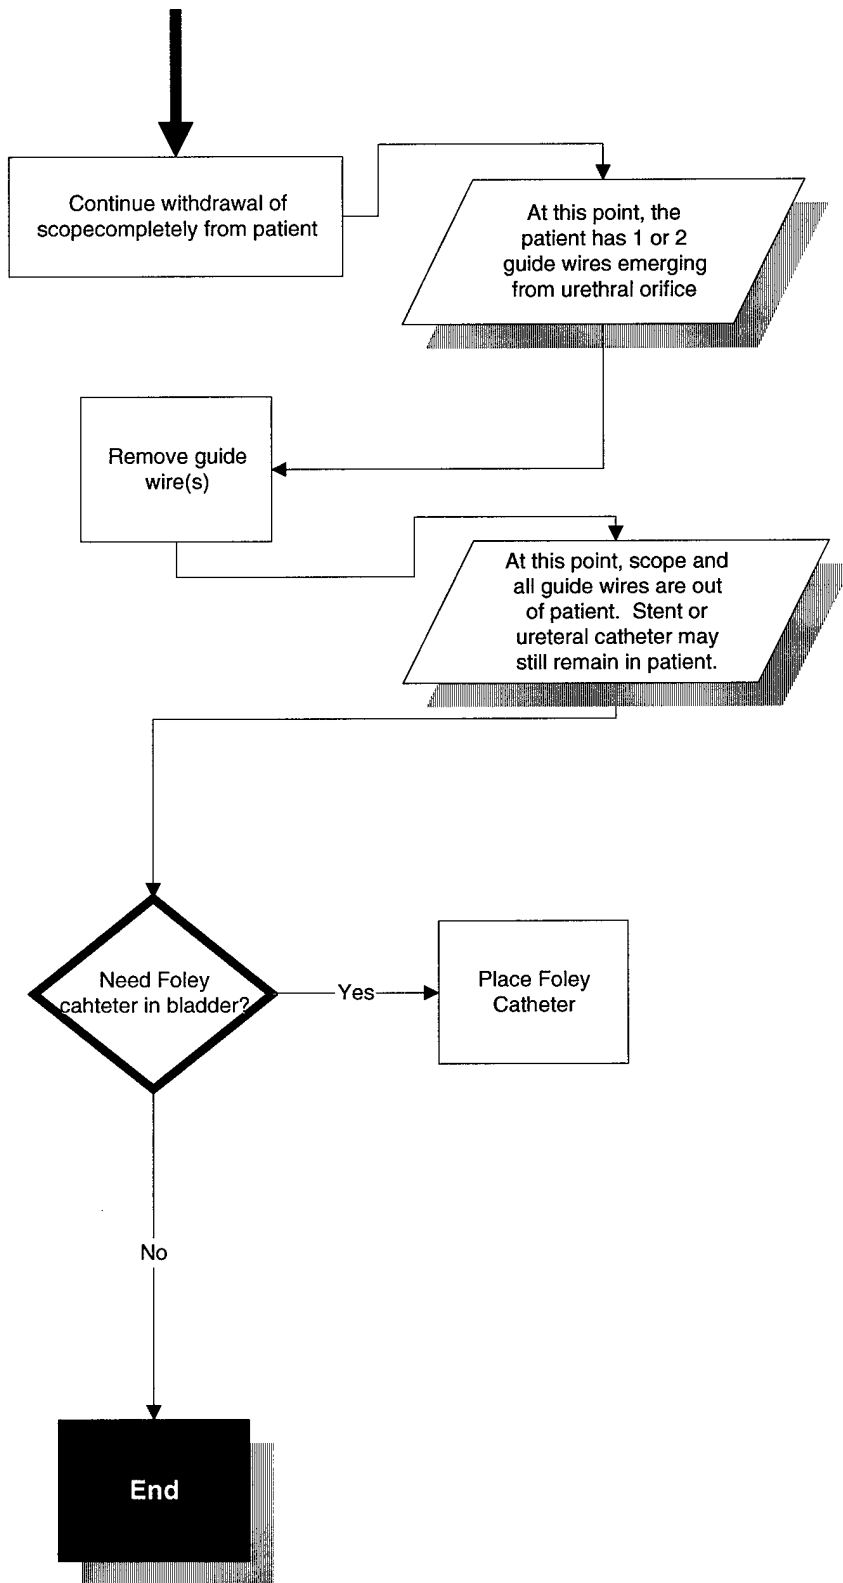 Continue withdrawal of
scopecompletely from patient
At this point, the
patient has 1 or 2
guide wires emerging
from urethral orifice
Remove guide
wire(s)
At this point, scope and
all guide wires are out
of patient. Stent or
ureteral catheter may
still remain in patient.
Need Foley
cahteter in bladder?
Yes
Place Foley
Catheter
No
End